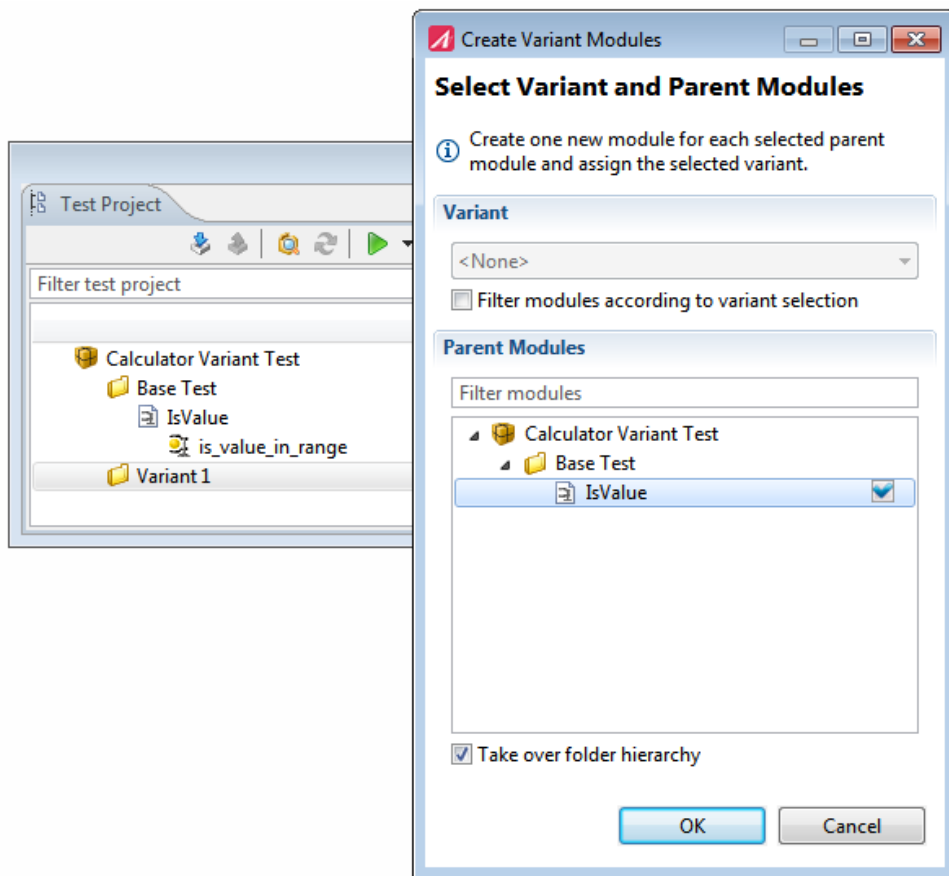 Create Variant Modules
Select Variant and Parent Modules
Create one new module for each selected parent
module and assign the selected variant.
Variant
<None>
Filter modules according to variant selection
Parent Modules
Filter modules
Calculator Variant Test
Base Test
IsValue
Take over folder hierarchy
OK
Cancel
Test Project
Filter test project
Calculator Variant Test
Base Test
IsValue
is_value_in_range
Variant 1